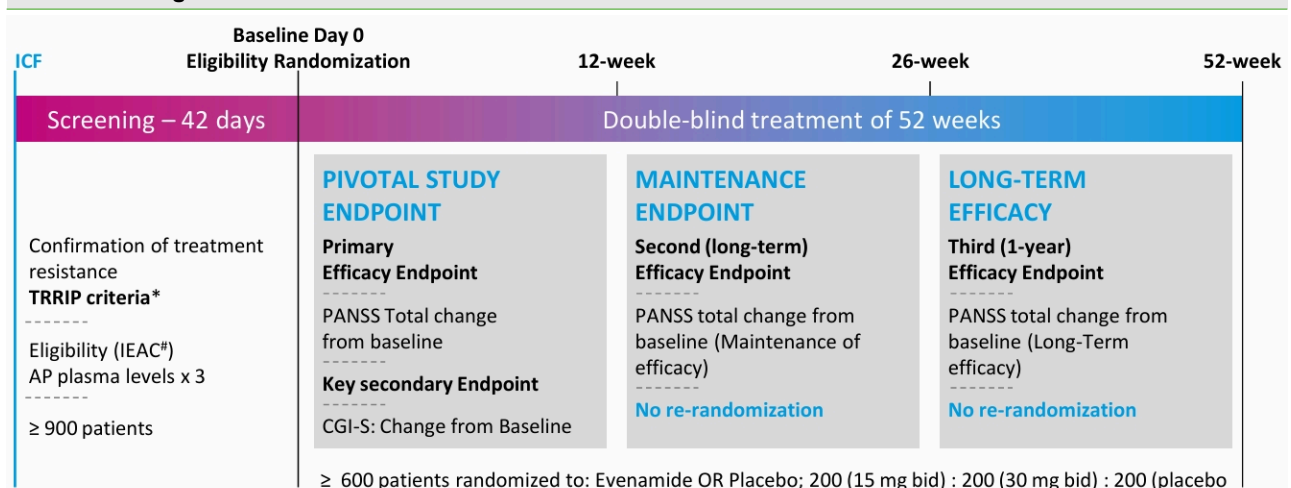 Baseline Day 0
ICF
Eligibility Randomization
12-week
26-week
52-week
Screening – 42 days
Double-blind treatment of 52 weeks
Confirmation of treatment
resistance
TRRIP criteria*
Eligibility (IEAC#)
AP plasma levels x 3
≥ 900 patients
PIVOTAL STUDY
ENDPOINT
Primary
Efficacy Endpoint
PANSS Total change
from baseline
Key secondary Endpoint
CGI-S: Change from Baseline
MAINTENANCE
ENDPOINT
Second (long-term)
Efficacy Endpoint
PANSS total change from
baseline (Maintenance of
efficacy)
No re-randomization
LONG-TERM
EFFICACY
Third (1-year)
Efficacy Endpoint
PANSS total change from
baseline (Long-Term
efficacy)
No re-randomization
≥ 600 patients randomized to: Evenamide OR Placebo; 200 (15 mg bid) : 200 (30 mg bid) : 200 (placebo